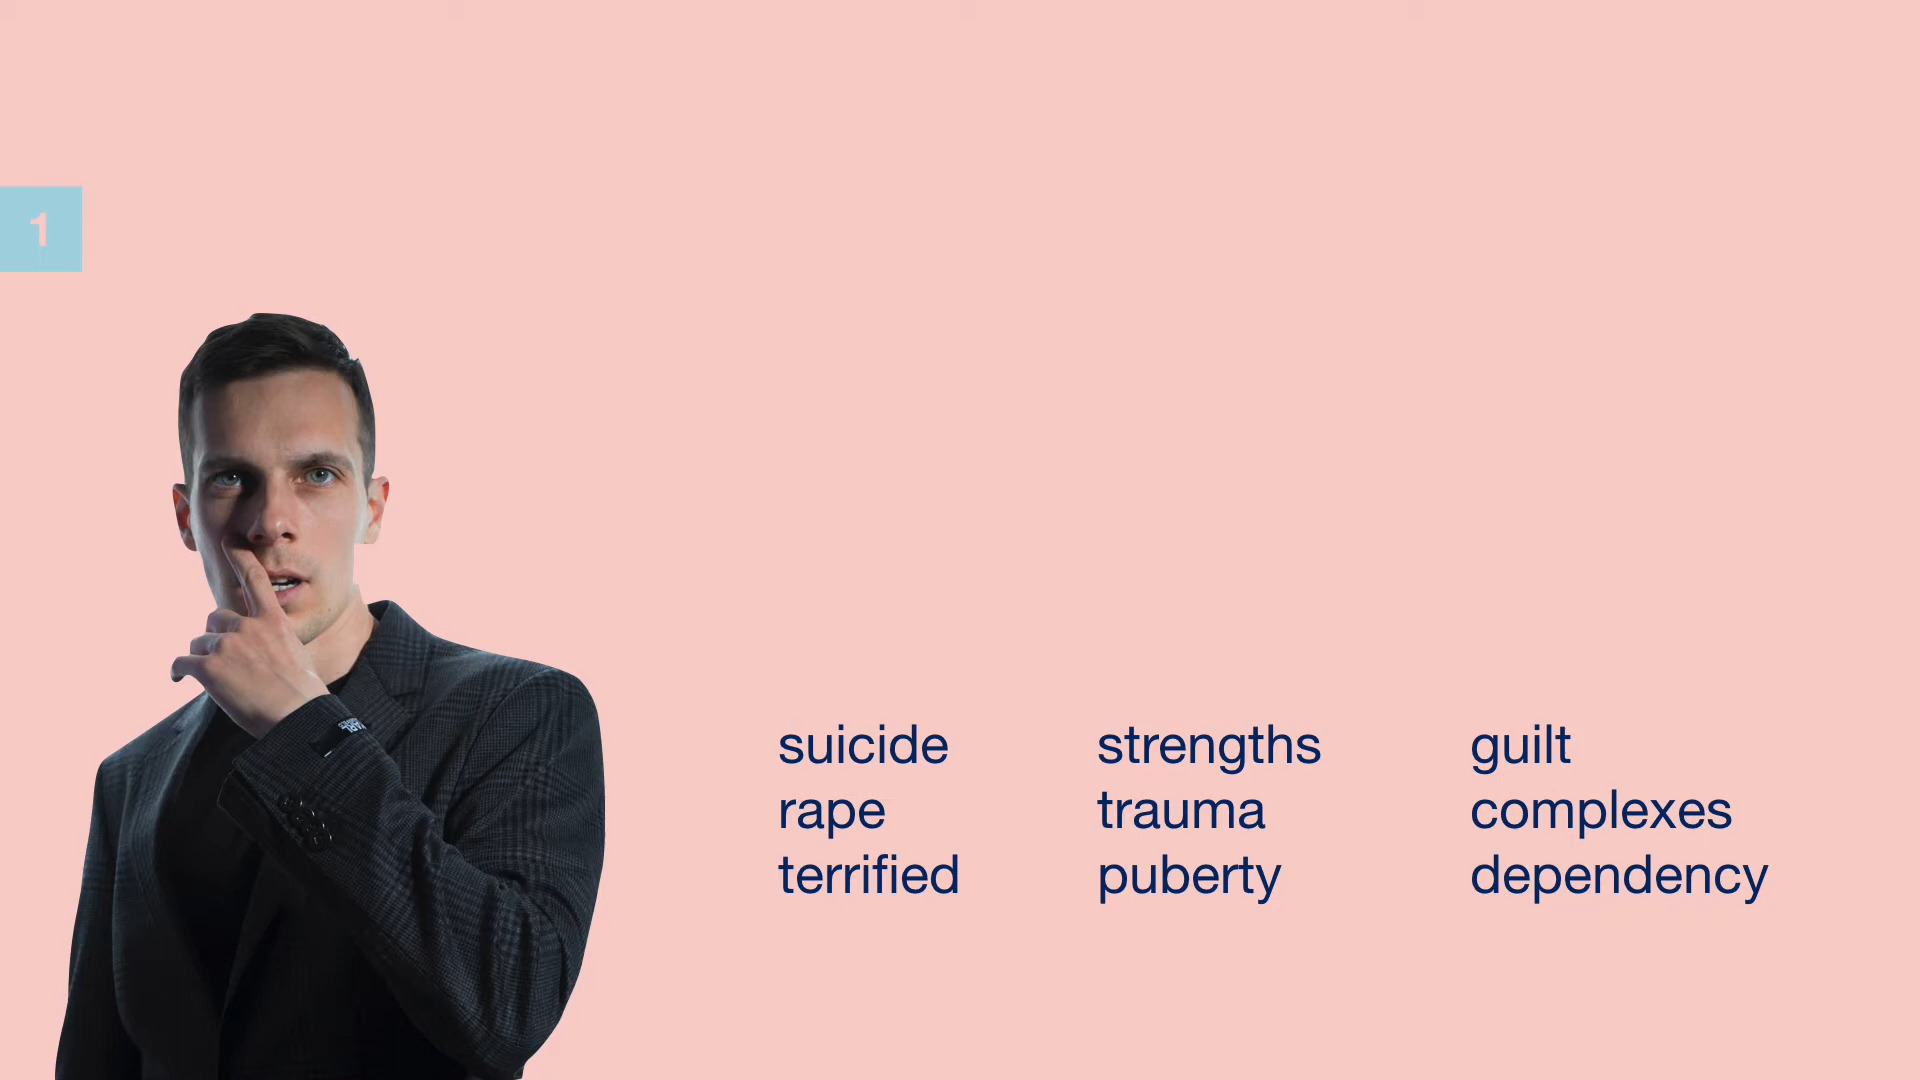 1
suicide strengths guilt
rape trauma complexes
terrified puberty dependency